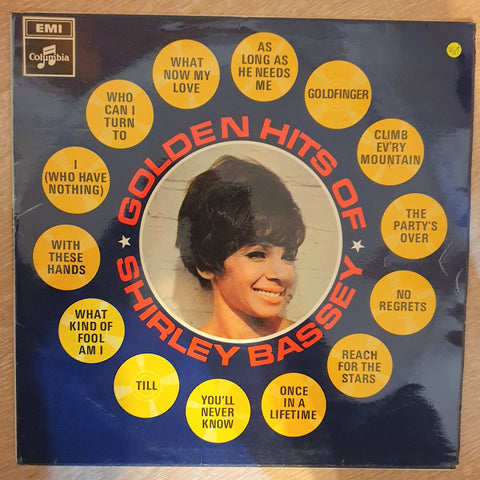 EMI
Columbia
AS
LONG AS
HE NEEDS
ME
GOLDFINGER
CLIMB
EV'RY
MOUNTAIN
THE
PARTY'S
OVER
NO
REGRETS
REACH
FOR THE
STARS
ONCE
IN A
LIFETIME
YOU'LL
NEVER
KNOW
TILL
WHAT
KIND OF
FOOL
AM I
WITH
THESE
HANDS
I
(WHO HAVE
NOTHING)
WHO
CAN I
TURN
TO
WHAT
NOW MY
LOVE
GOLDEN HITS OF
SHIRLEY BASSEY